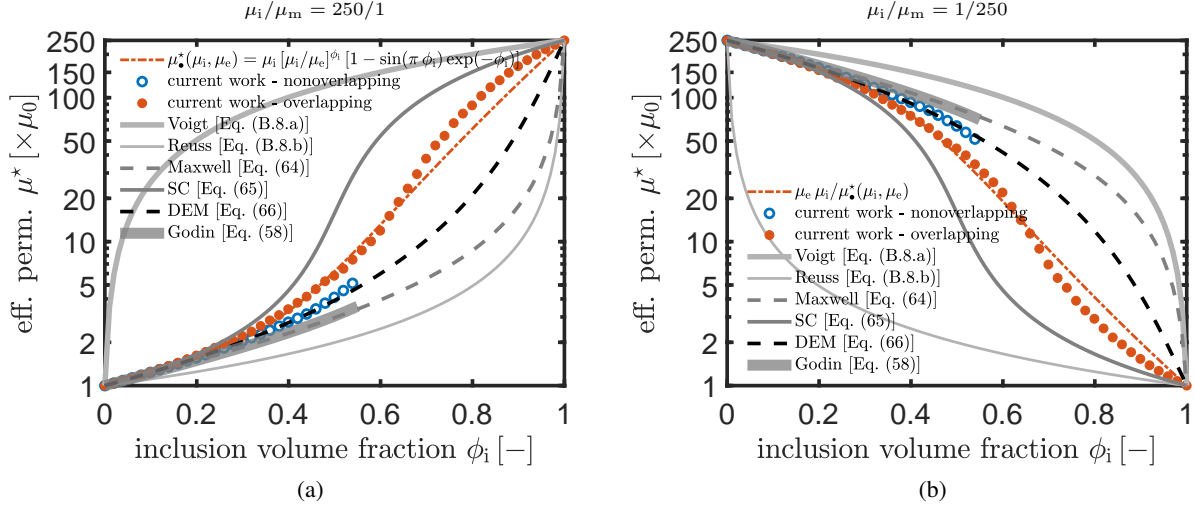 μi/μm = 250/1
250
150
100
50
20
10
5
2
1
eff. perm. μ* [×μ0]
μ•*(μi, μe) = μi [μi/μe]^ϕi [1 − sin(π ϕi) exp(−ϕi)]
current work - nonoverlapping
current work - overlapping
Voigt [Eq. (B.8.a)]
Reuss [Eq. (B.8.b)]
Maxwell [Eq. (64)]
SC [Eq. (65)]
DEM [Eq. (66)]
Godin [Eq. (58)]
0 0.2 0.4 0.6 0.8 1
inclusion volume fraction ϕi [−]
(a)
μi/μm = 1/250
250
150
100
50
20
10
5
2
1
eff. perm. μ* [×μ0]
μe μi/μ•*(μi, μe)
current work - nonoverlapping
current work - overlapping
Voigt [Eq. (B.8.a)]
Reuss [Eq. (B.8.b)]
Maxwell [Eq. (64)]
SC [Eq. (65)]
DEM [Eq. (66)]
Godin [Eq. (58)]
0 0.2 0.4 0.6 0.8 1
inclusion volume fraction ϕi [−]
(b)